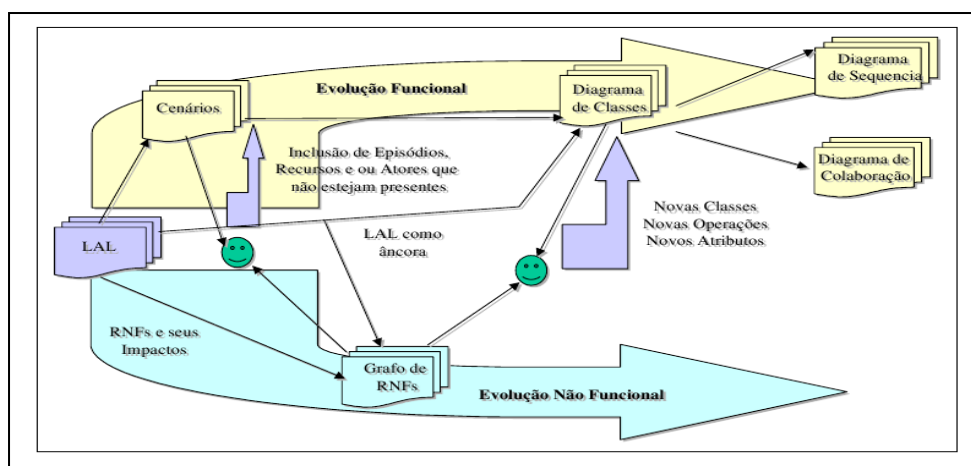 Evolução Funcional
Cenários
Diagrama
de Classes
Diagrama
de Sequencia
Diagrama de
Colaboração
Inclusão de Episódios,
Recursos e ou Atores que
não estejam presentes
LAL
LAL como
âncora
Novas Classes
Novas Operações
Novos Atributos
RNFs e seus
Impactos
Grafo de
RNFs
Evolução Não Funcional